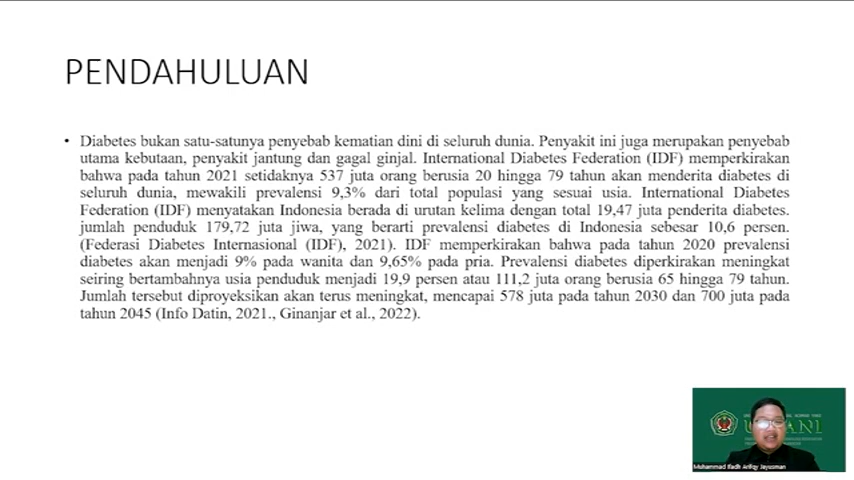 PENDAHULUAN
• Diabetes bukan satu-satunya penyebab kematian dini di seluruh dunia. Penyakit ini juga merupakan penyebab
utama kebutaan, penyakit jantung dan gagal ginjal. International Diabetes Federation (IDF) memperkirakan
bahwa pada tahun 2021 setidaknya 537 juta orang berusia 20 hingga 79 tahun akan menderita diabetes di
seluruh dunia, mewakili prevalensi 9,3% dari total populasi yang sesuai usia. International Diabetes
Federation (IDF) menyatakan Indonesia berada di urutan kelima dengan total 19,47 juta penderita diabetes.
jumlah penduduk 179,72 juta jiwa, yang berarti prevalensi diabetes di Indonesia sebesar 10,6 persen.
(Federasi Diabetes Internasional (IDF), 2021). IDF memperkirakan bahwa pada tahun 2020 prevalensi
diabetes akan menjadi 9% pada wanita dan 9,65% pada pria. Prevalensi diabetes diperkirakan meningkat
seiring bertambahnya usia penduduk menjadi 19,9 persen atau 111,2 juta orang berusia 65 hingga 79 tahun.
Jumlah tersebut diproyeksikan akan terus meningkat, mencapai 578 juta pada tahun 2030 dan 700 juta pada
tahun 2045 (Info Datin, 2021., Ginanjar et al., 2022).
Muhammad Ifadh Arifqy Jayusman